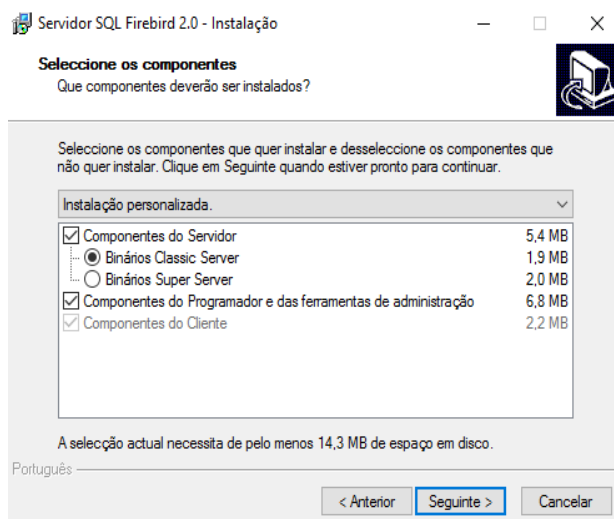 Servidor SQL Firebird 2.0 - Instalação
Seleccione os componentes
Que componentes deverão ser instalados?
Seleccione os componentes que quer instalar e desseleccione os componentes que
não quer instalar. Clique em Seguinte quando estiver pronto para continuar.
Instalação personalizada.
Componentes do Servidor 5,4 MB
Binários Classic Server 1,9 MB
Binários Super Server 2,0 MB
Componentes do Programador e das ferramentas de administração 6,8 MB
Componentes do Cliente 2,2 MB
A selecção actual necessita de pelo menos 14,3 MB de espaço em disco.
Português
< Anterior Seguinte > Cancelar